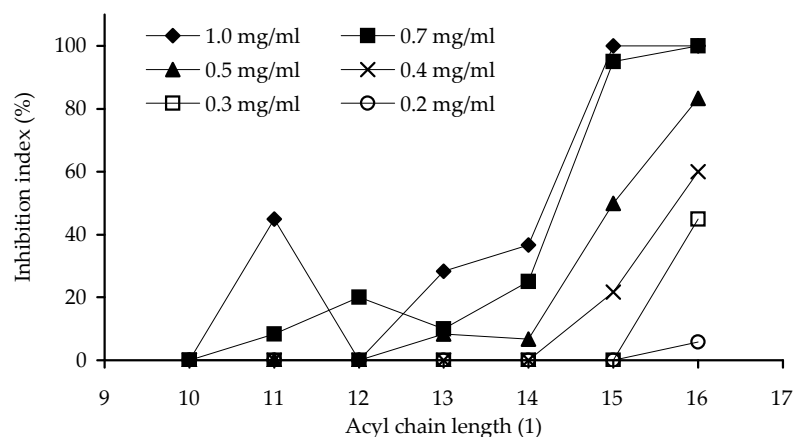 1.0 mg/ml 0.7 mg/ml
0.5 mg/ml 0.4 mg/ml
0.3 mg/ml 0.2 mg/ml
100
80
60
40
20
0
Inhibition index (%)
9 10 11 12 13 14 15 16 17
Acyl chain length (1)